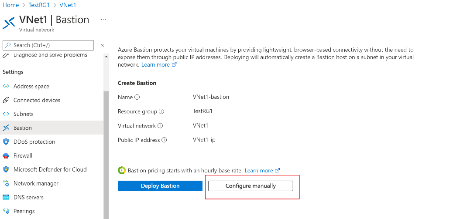 Home > TestRG1 > VNet1
VNet1 | Bastion ...
Virtual network
Search (Ctrl+/)
Diagnose and solve problems
Settings
Address space
Connected devices
Subnets
Bastion
DDoS protection
Firewall
Microsoft Defender for Cloud
Network manager
DNS servers
Peerings
Azure Bastion protects your virtual machines by providing lightweight, browser-based connectivity without the need to
expose them through public IP addresses. Deploying will automatically create a Bastion host on a subnet in your virtual
network. Learn more
Create Bastion
Name VNet1-bastion
Resource group TestRG1
Virtual network VNet1
Public IP address VNet1-ip
Bastion pricing starts with an hourly base rate. Learn more
Deploy Bastion
Configure manually